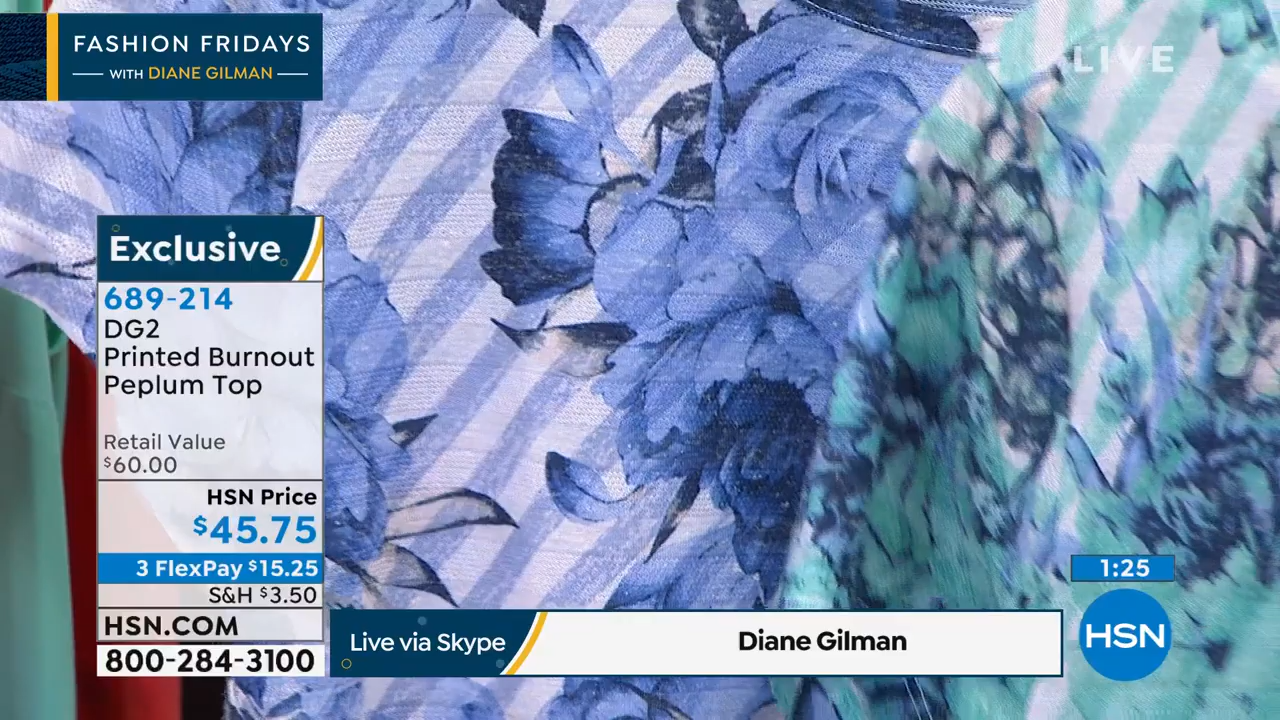 FASHION FRIDAYS
WITH DIANE GILMAN
LIVE
Exclusive
689-214
DG2
Printed Burnout
Peplum Top
Retail Value
$60.00
HSN Price
$45.75
3 FlexPay $15.25
S&H $3.50
HSN.COM
800-284-3100
Live via Skype
Diane Gilman
1:25
HSN